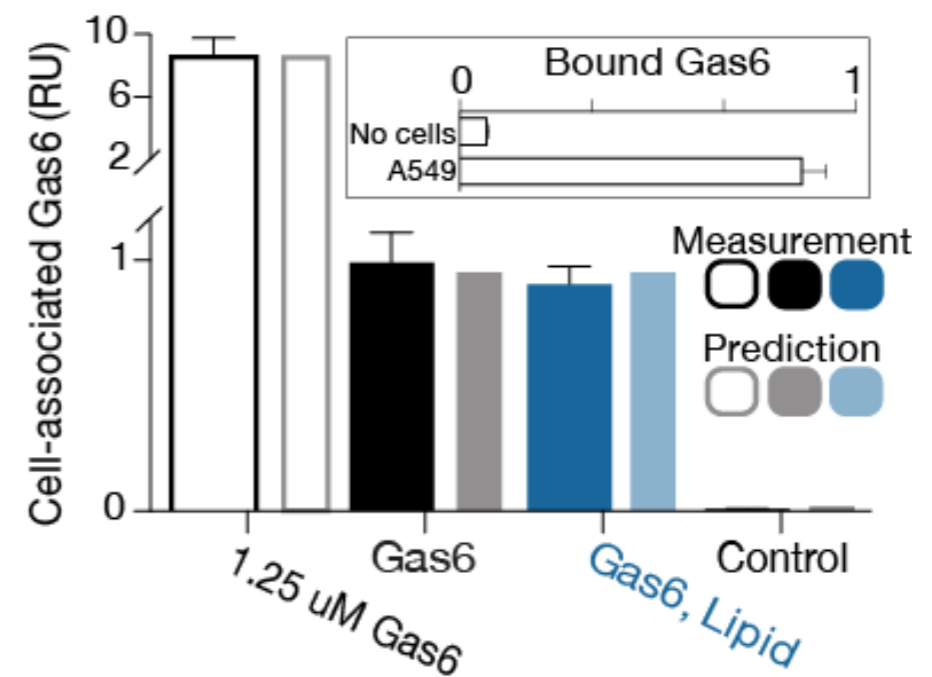 Cell-associated Gas6 (RU)
10
6
2
1
0
Bound Gas6
0 1
No cells
A549
Measurement
Prediction
1.25 uM Gas6
Gas6
Gas6, Lipid
Control